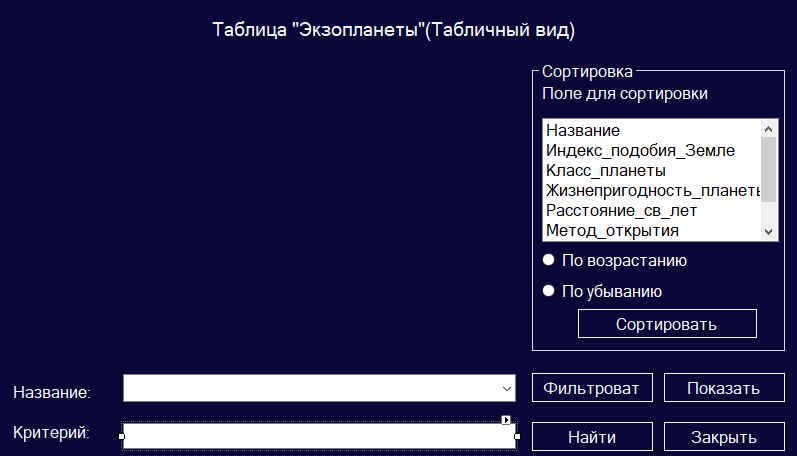 Таблица "Экзопланеты"(Табличный вид)
Сортировка
Поле для сортировки
Название
Индекс_подобия_Земле
Класс_планеты
Жизнепригодность_планеты
Расстояние_св_лет
Метод_открытия
По возрастанию
По убыванию
Сортировать
Название:
Фильтроват
Показать
Критерий:
Найти
Закрыть